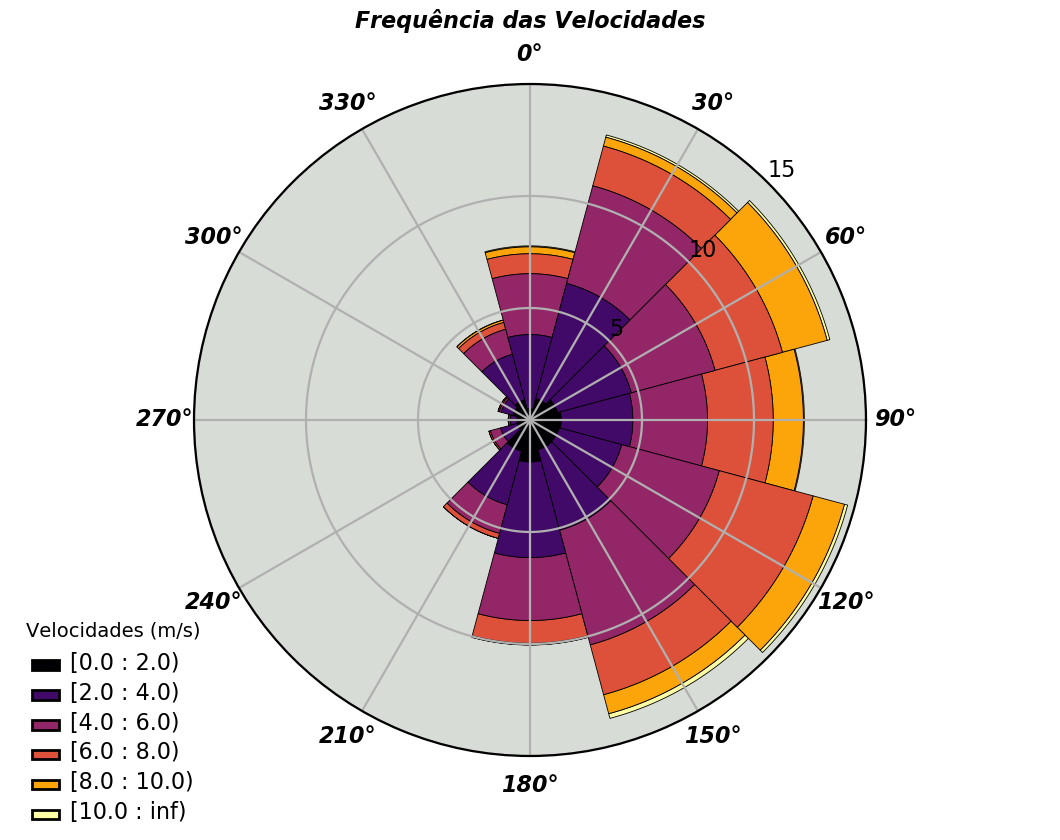 Frequência das Velocidades
0°
330°
30°
15
300°
60°
10
5
270°
90°
240°
120°
210°
150°
180°
Velocidades (m/s)
[0.0 : 2.0)
[2.0 : 4.0)
[4.0 : 6.0)
[6.0 : 8.0)
[8.0 : 10.0)
[10.0 : inf)